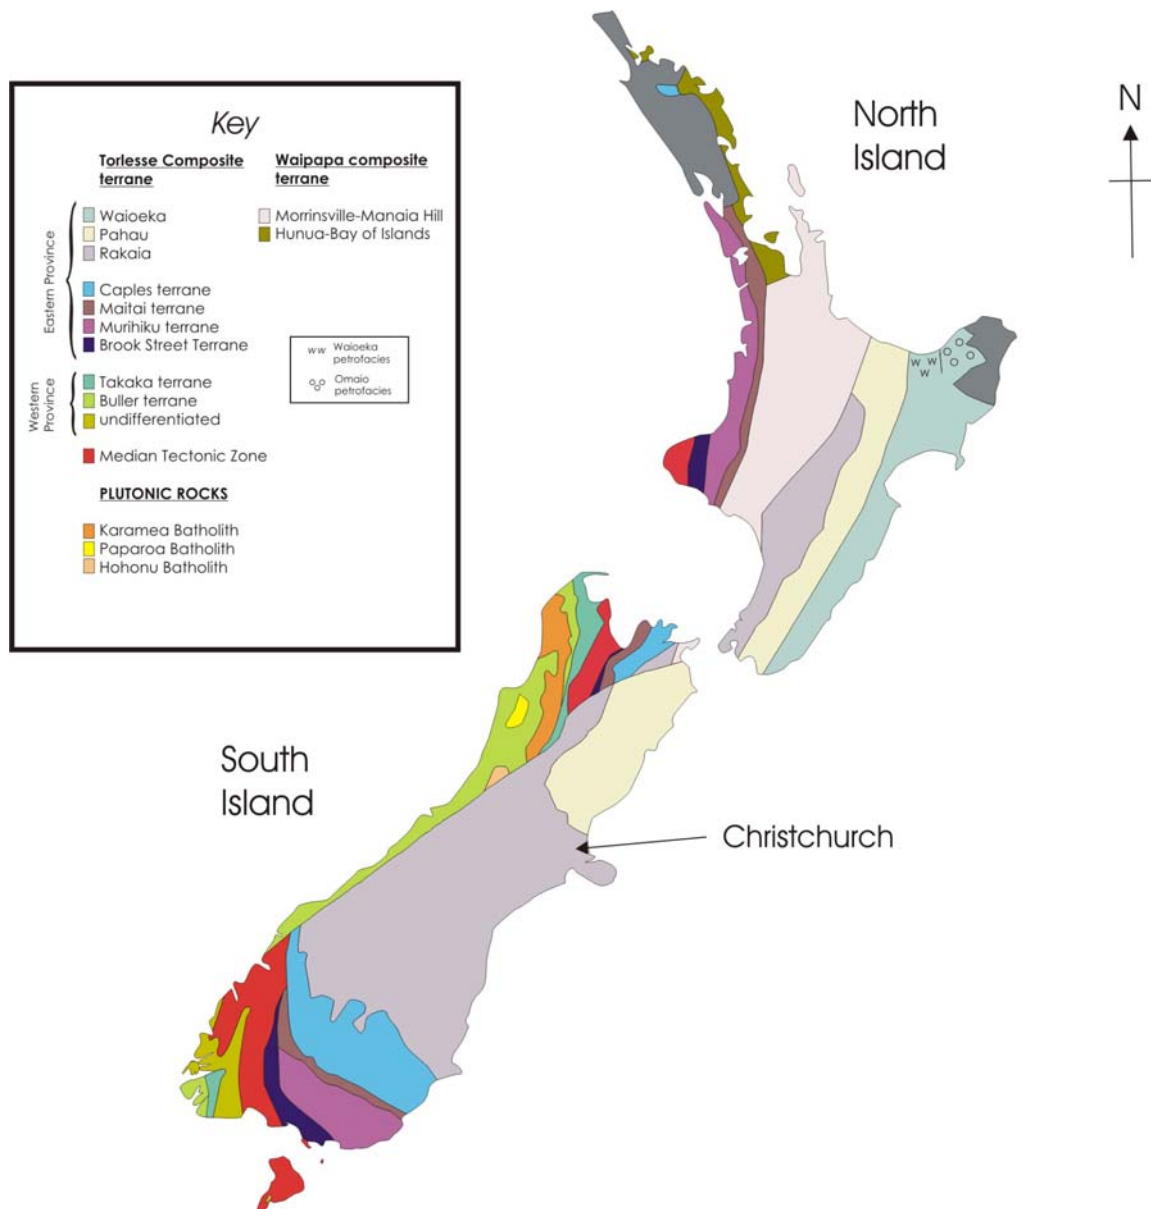 North
Island
N
Key
Torlesse Composite
terrane
Waipapa composite
terrane
Eastern Province
Waioeka
Pahau
Rakaia
Morrinsville-Manaia Hill
Hunua-Bay of Islands
Caples terrane
Maitai terrane
Murihiku terrane
Brook Street Terrane
ww Waioeka
petrofacies
Omaio
petrofacies
Western
Province
Takaka terrane
Buller terrane
undifferentiated
Median Tectonic Zone
PLUTONIC ROCKS
Karamea Batholith
Paparoa Batholith
Hohonu Batholith
w w
w
South
Island
Christchurch